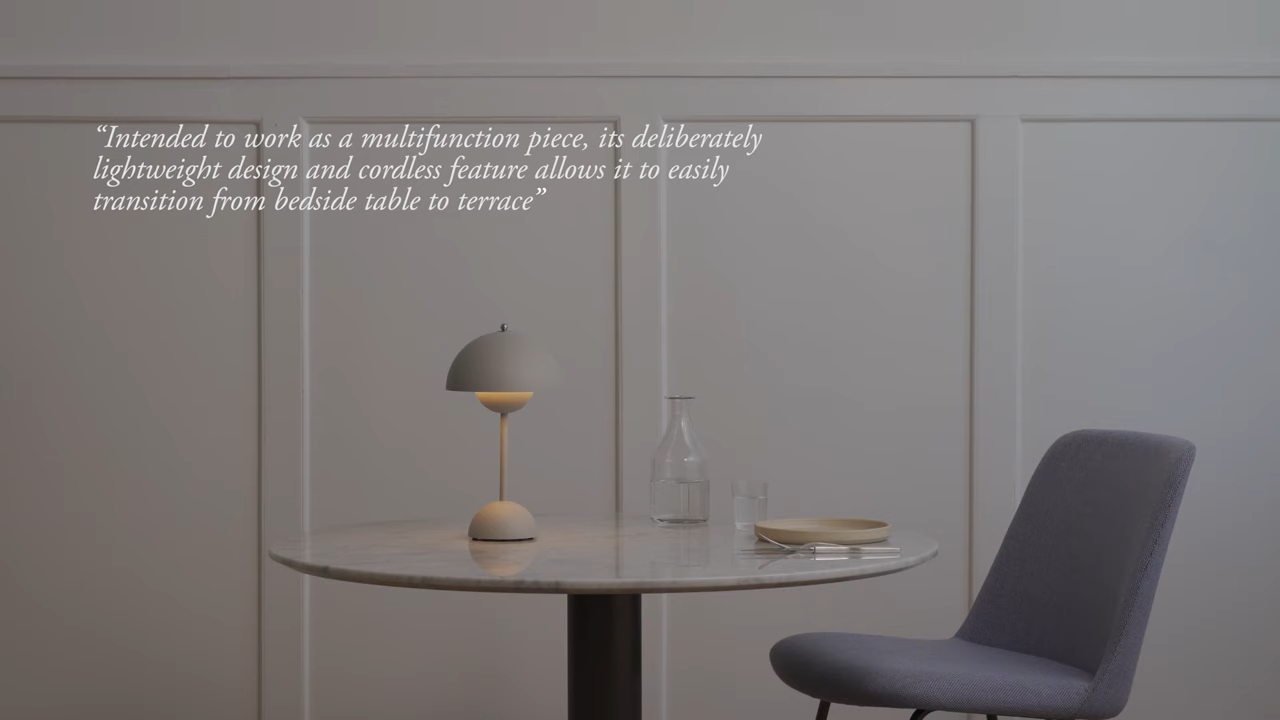 “Intended to work as a multifunction piece, its deliberately
lightweight design and cordless feature allows it to easily
transition from bedside table to terrace”